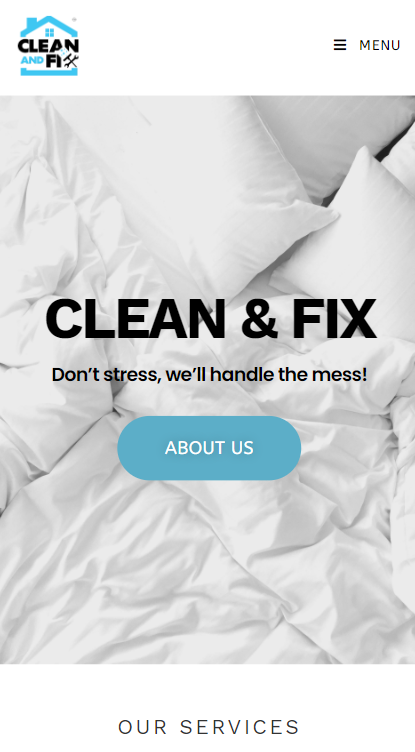 CLEAN
AND FIX
MENU
CLEAN & FIX
Don’t stress, we’ll handle the mess!
ABOUT US
OUR SERVICES